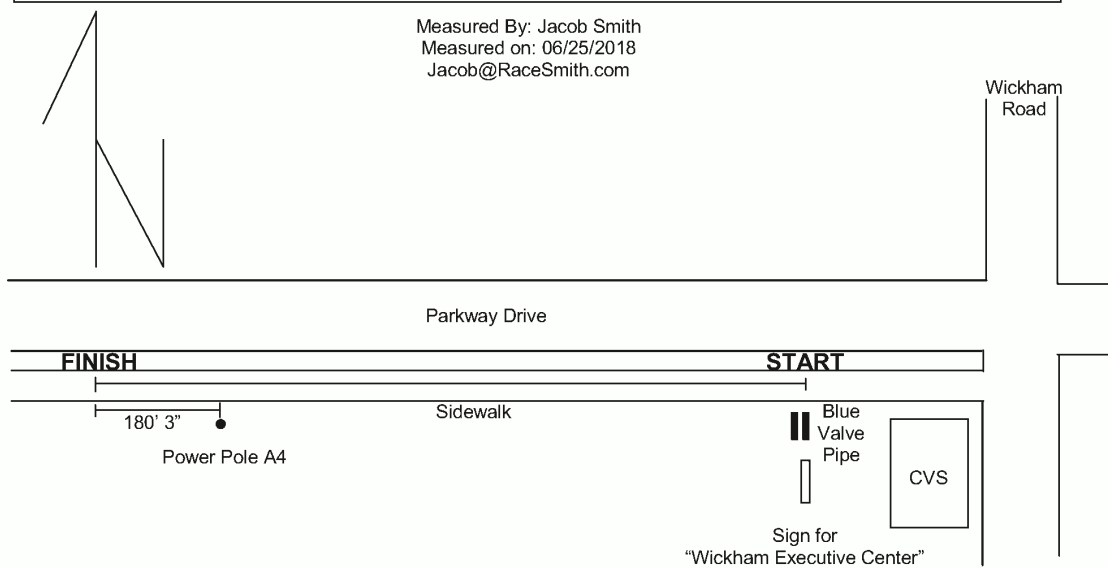 Measured By: Jacob Smith
Measured on: 06/25/2018
Jacob@RaceSmith.com
Wickham
Road
Parkway Drive
FINISH
START
180’ 3”
Sidewalk
Blue
Valve
Pipe
Power Pole A4
CVS
Sign for
“Wickham Executive Center”